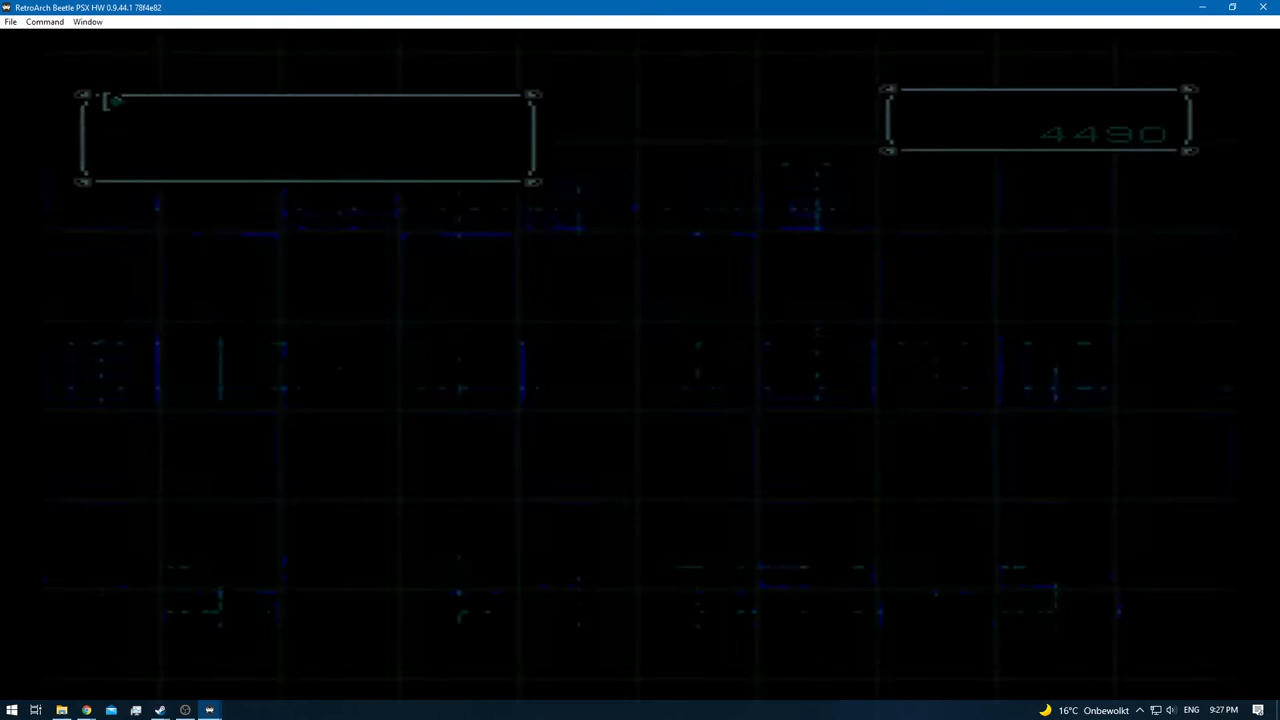 RetroArch Beetle PSX HW 0.9.44.1 78f4e82
File Command Window
4490
16°C Onbewolkt ENG 9:27 PM